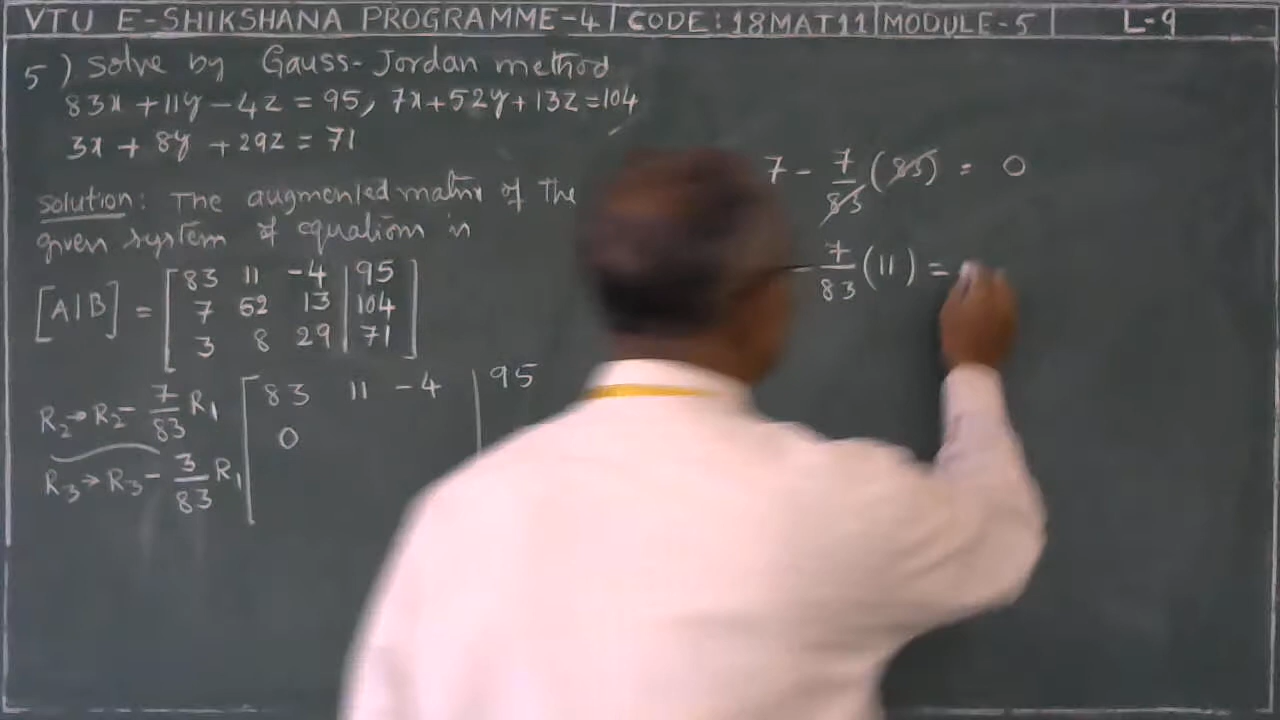 VTU E-SHIKSHANA PROGRAMME-4 | CODE: 18MAT11 | MODULE-5 | L-9
5) Solve by Gauss-Jordan method
83x + 11y - 4z = 95, 7x + 52y + 13z = 104
3x + 8y + 29z = 71
Solution: The augmented matrix of the
given system of equation is
[A|B] = [83 11 -4 | 95
7 52 13 | 104
3 8 29 | 71]
R2→R2 - 7/83 R1
R3→R3 - 3/83 R1
[83 11 -4 | 95
0
7 - 7/83 (83) = 0
- 7/83 (11) =